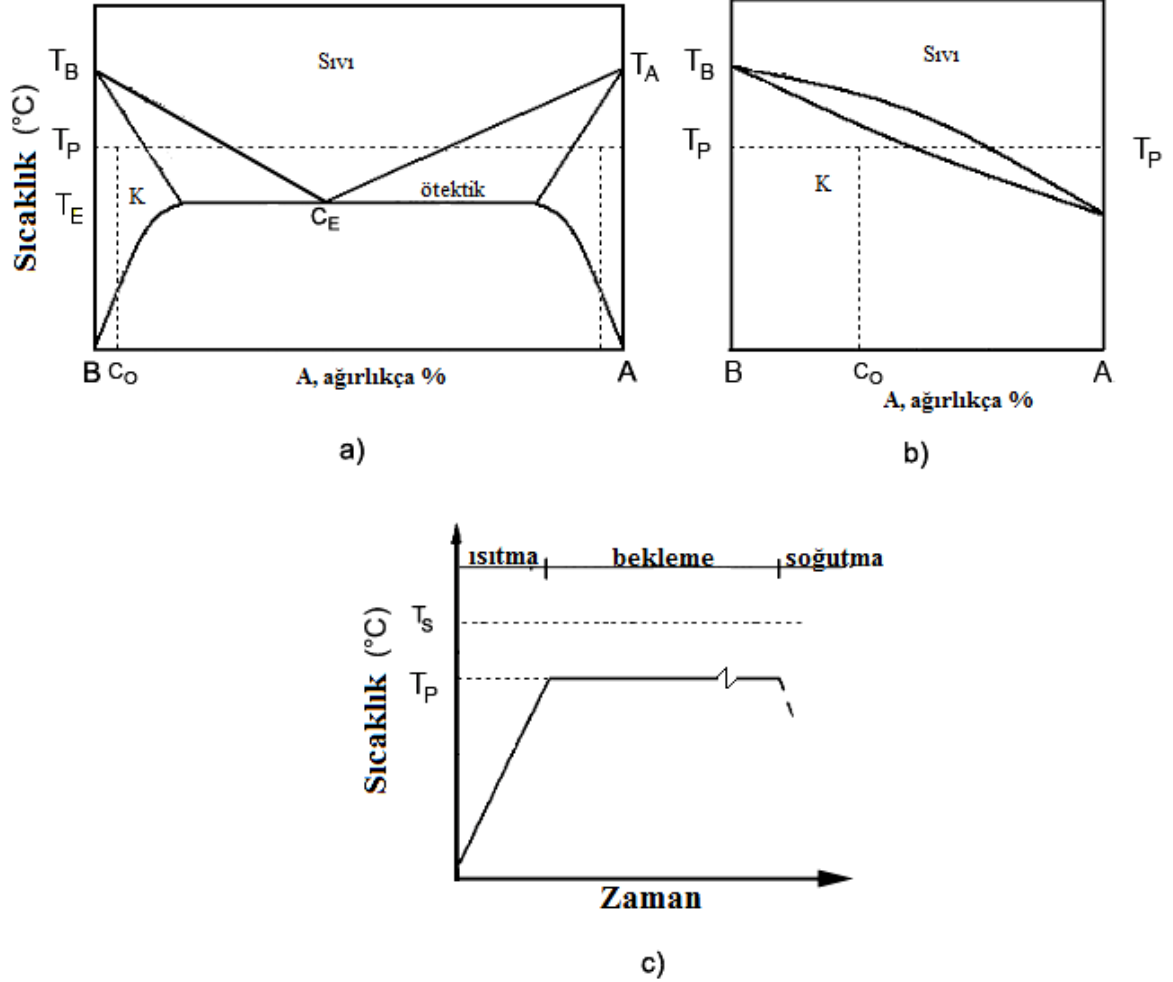 Sıvı
T_B
T_A
T_P
K
ötektik
T_E
C_E
B C_O
A
A, ağırlıkça %
Sıcaklık (°C)
a)
Sıvı
T_B
T_P
T_P
K
B
C_O
A
A, ağırlıkça %
b)
ısıtma
bekleme
soğutma
T_S
T_P
Sıcaklık (°C)
Zaman
c)